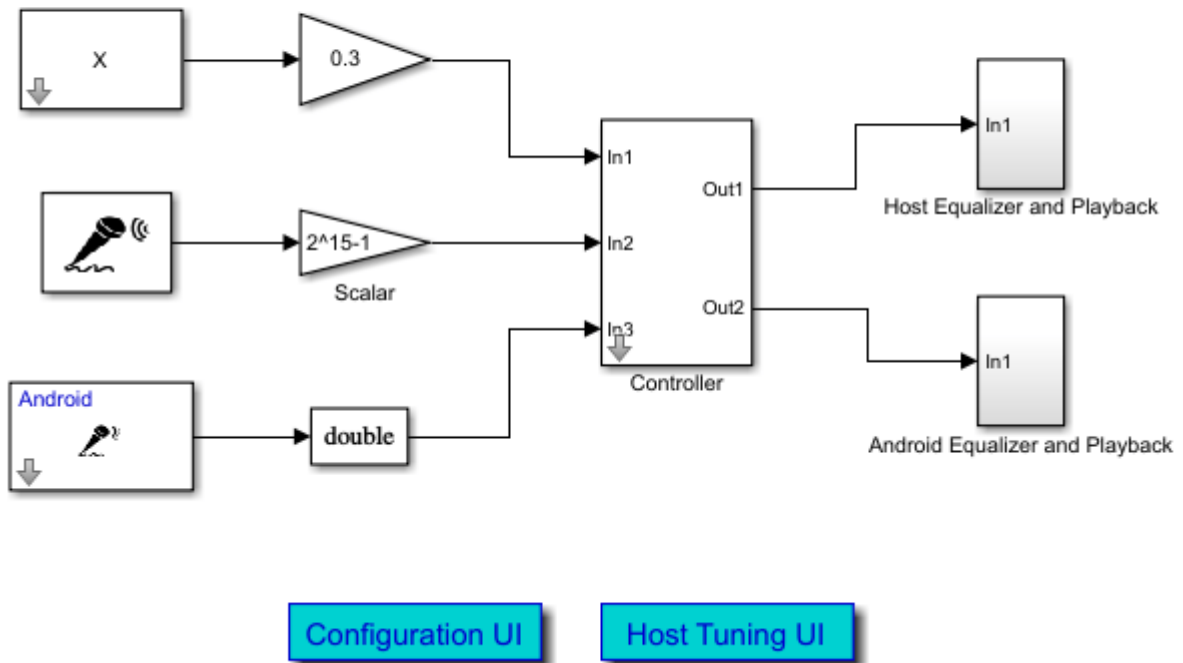 X
0.3
In1
In1
Out1
Host Equalizer and Playback
2^15-1
In2
Scalar
Out2
In3
In1
Controller
Android
double
Android Equalizer and Playback
Configuration UI
Host Tuning UI